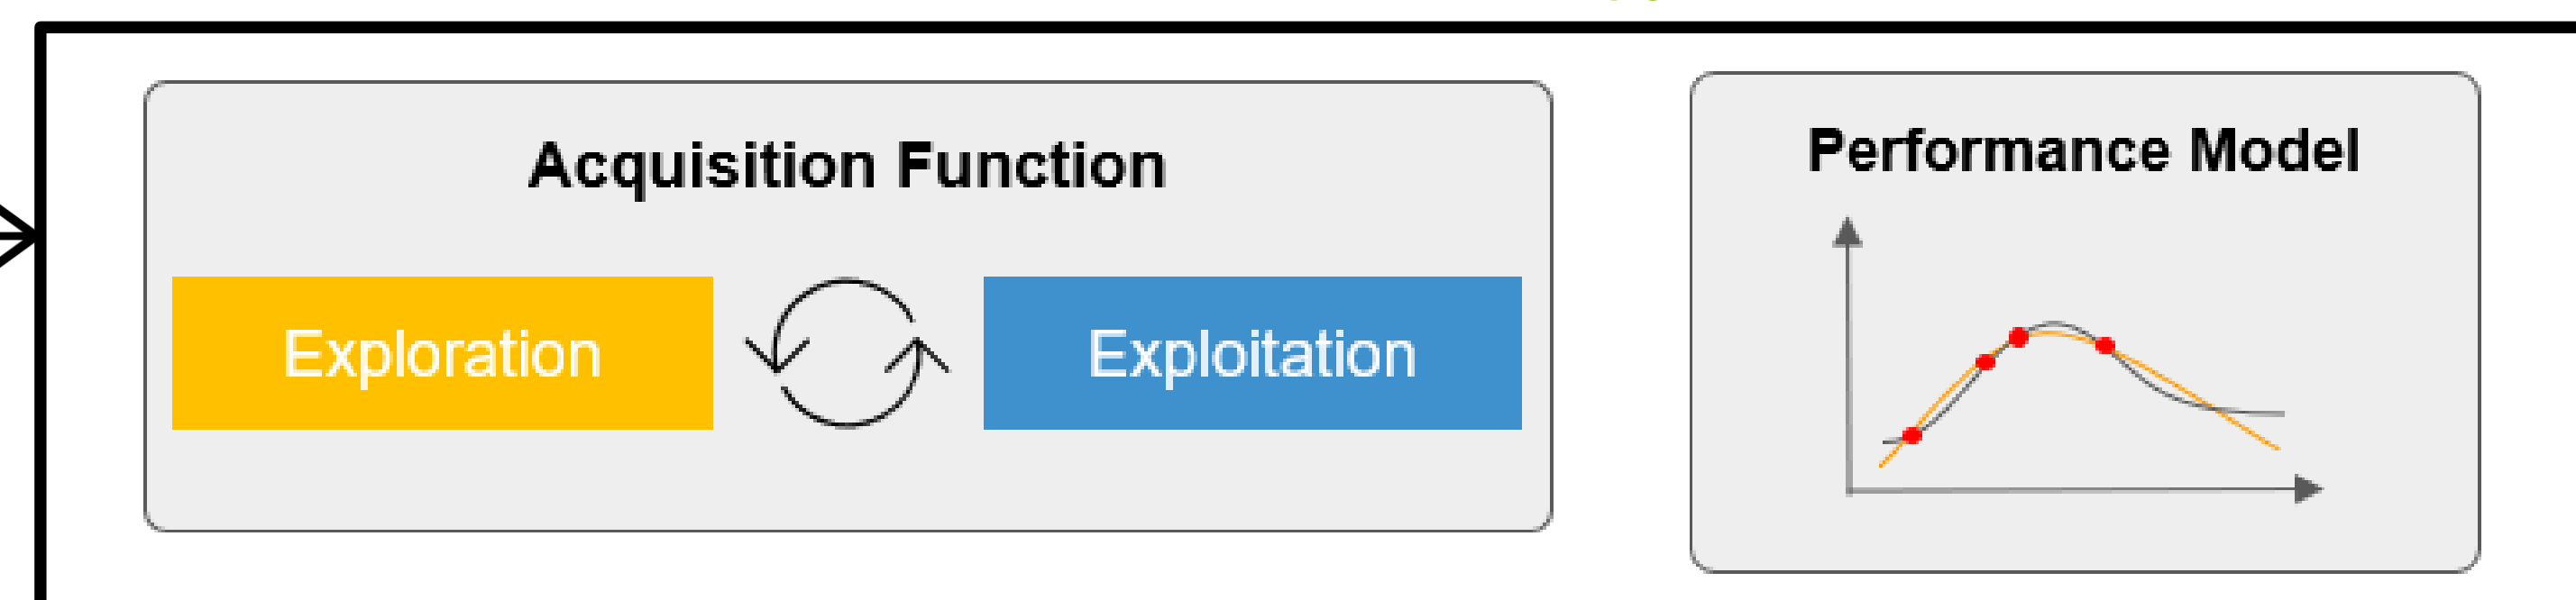 Acquisition Function
Exploration
Exploitation
Performance Model